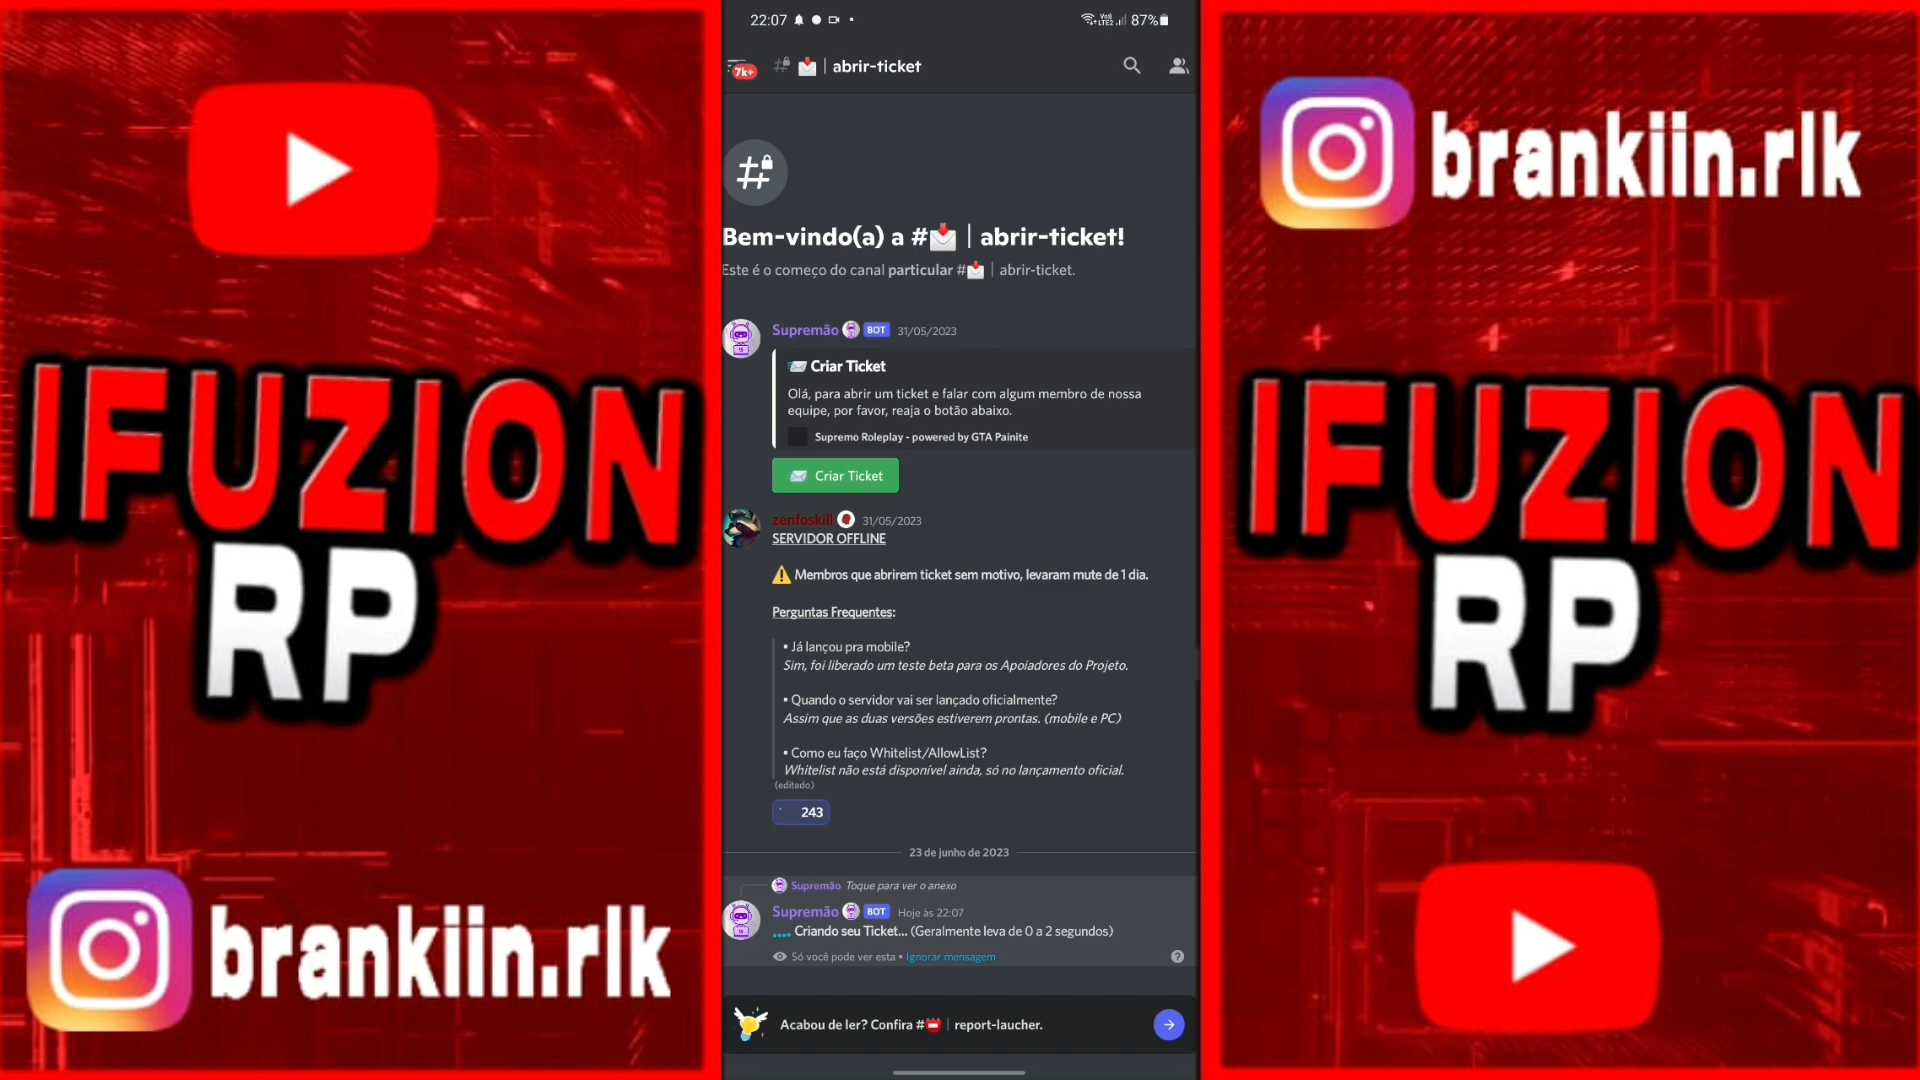 IFUZION
RP
brankiin.rlk
22:07
Voj)
LTE2
87%
7k+
abrir-ticket
Bem-vindo(a) a #📩 | abrir-ticket!
Este é o começo do canal particular #📩 | abrir-ticket.
Supremão BOT 31/05/2023
Criar Ticket
Olá, para abrir um ticket e falar com algum membro de nossa
equipe, por favor, reaja o botão abaixo.
Supremo Roleplay - powered by GTA Painite
Criar Ticket
zenfoskill 31/05/2023
SERVIDOR OFFLINE
⚠️ Membros que abrirem ticket sem motivo, levaram mute de 1 dia.
Perguntas Frequentes:
• Já lançou pra mobile?
Sim, foi liberado um teste beta para os Apoiadores do Projeto.
• Quando o servidor vai ser lançado oficialmente?
Assim que as duas versões estiverem prontas. (mobile e PC)
• Como eu faço Whitelist/AllowList?
Whitelist não está disponível ainda, só no lançamento oficial.
(editado)
243
23 de junho de 2023
Supremão Toque para ver o anexo
Supremão BOT Hoje às 22:07
Criando seu Ticket... (Geralmente leva de 0 a 2 segundos)
Só você pode ver esta • Ignorar mensagem
Acabou de ler? Confira #📛 | report-laucher.
brankiin.rlk
IFUZION
RP